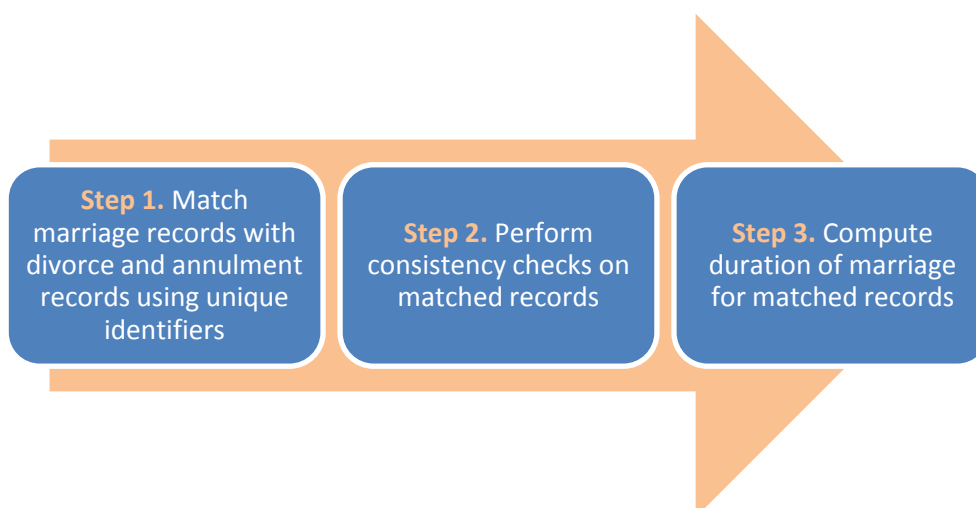 Step 1. Match
marriage records with
divorce and annulment
records using unique
identifiers
Step 2. Perform
consistency checks on
matched records
Step 3. Compute
duration of marriage
for matched records